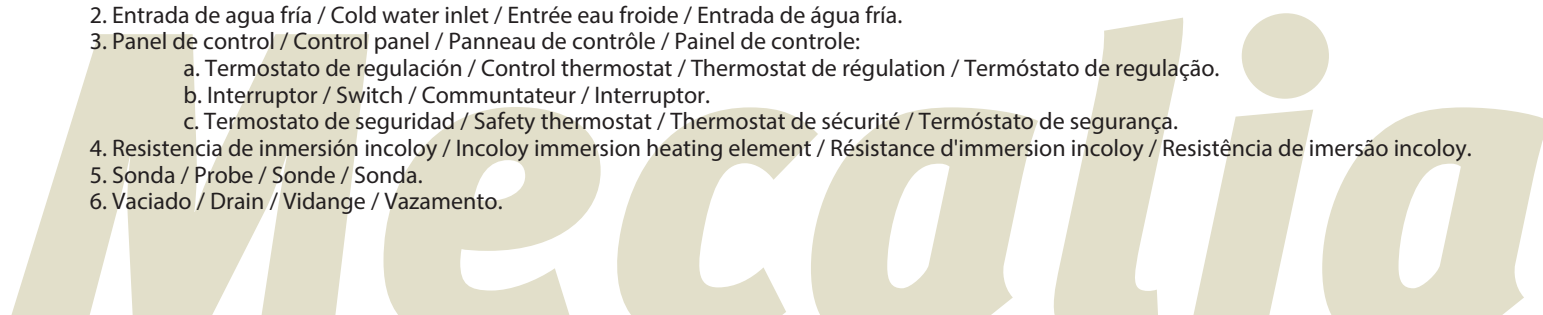 2. Entrada de agua fría / Cold water inlet / Entrée eau froide / Entrada de água fría.
3. Panel de control / Control panel / Panneau de contrôle / Painel de controle:
a. Termostato de regulación / Control thermostat / Thermostat de régulation / Termóstato de regulação.
b. Interruptor / Switch / Communtateur / Interruptor.
c. Termostato de seguridad / Safety thermostat / Thermostat de sécurité / Termóstato de segurança.
4. Resistencia de inmersión incoloy / Incoloy immersion heating element / Résistance d'immersion incoloy / Resistência de imersão incoloy.
5. Sonda / Probe / Sonde / Sonda.
6. Vaciado / Drain / Vidange / Vazamento.
Mecalia